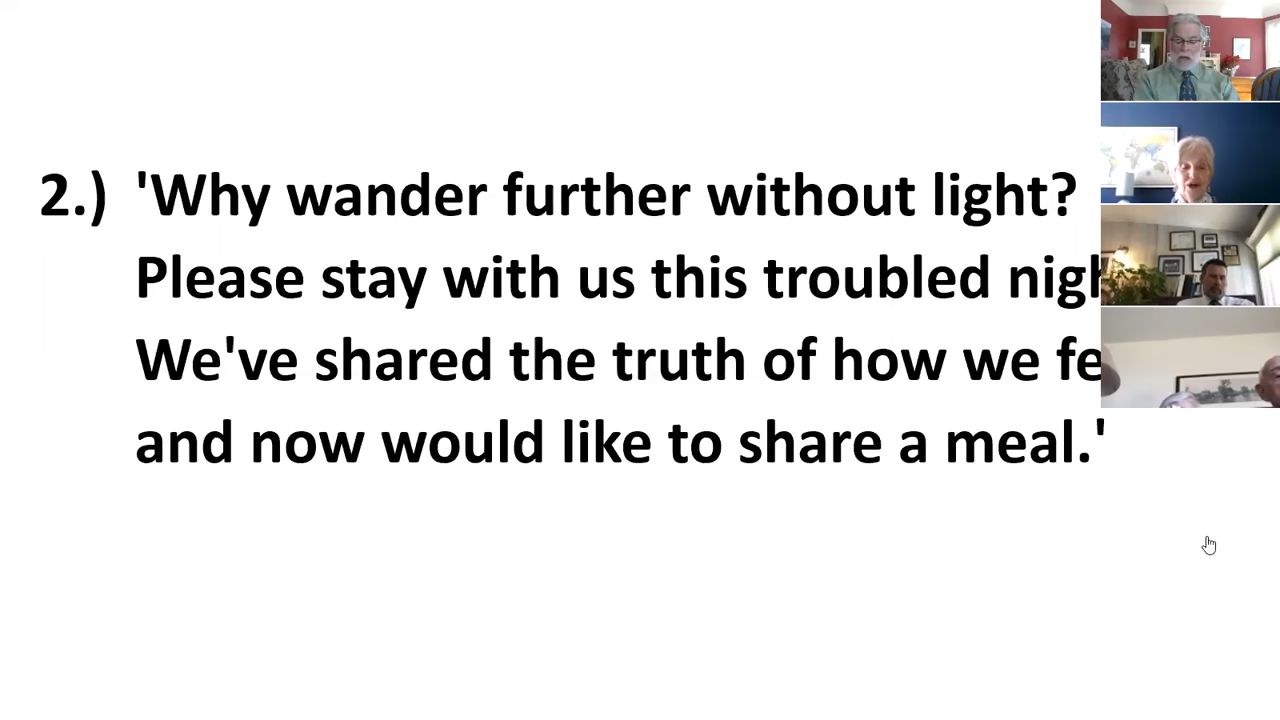 2.) 'Why wander further without light?
Please stay with us this troubled
We've shared the truth of how we
and now would like to share a meal.'